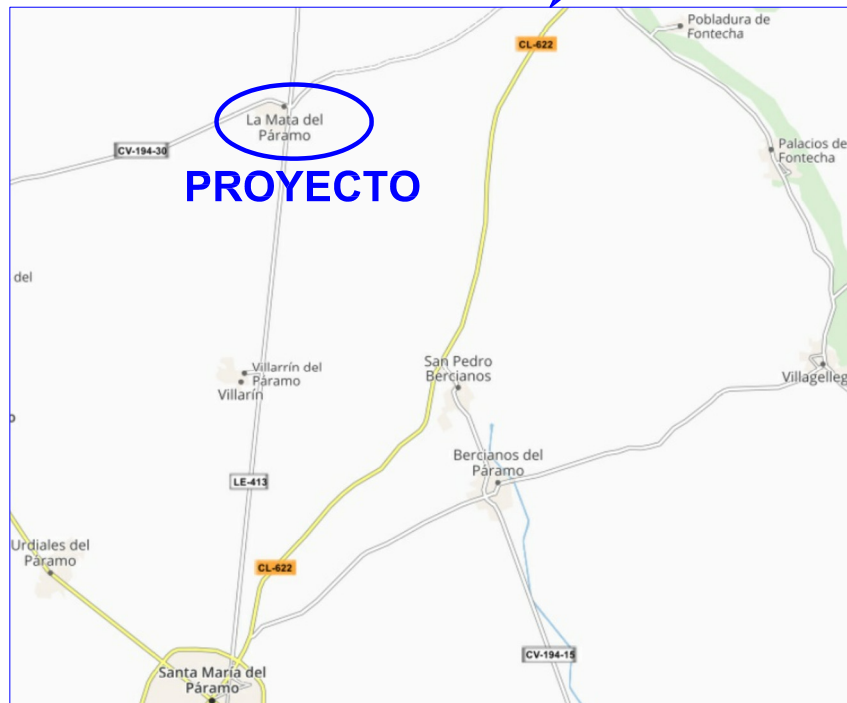 Pobladura de
Fontecha
CL-622
La Mata del
Páramo
CV-194-30
Palacios de
Fontecha
PROYECTO
del
San Pedro
Bercianos
Villarrín del
Páramo
Villarín
Villagalleg
Bercianos del
Páramo
LE-413
Urdiales del
Páramo
CL-622
CV-194-15
Santa María del
Páramo